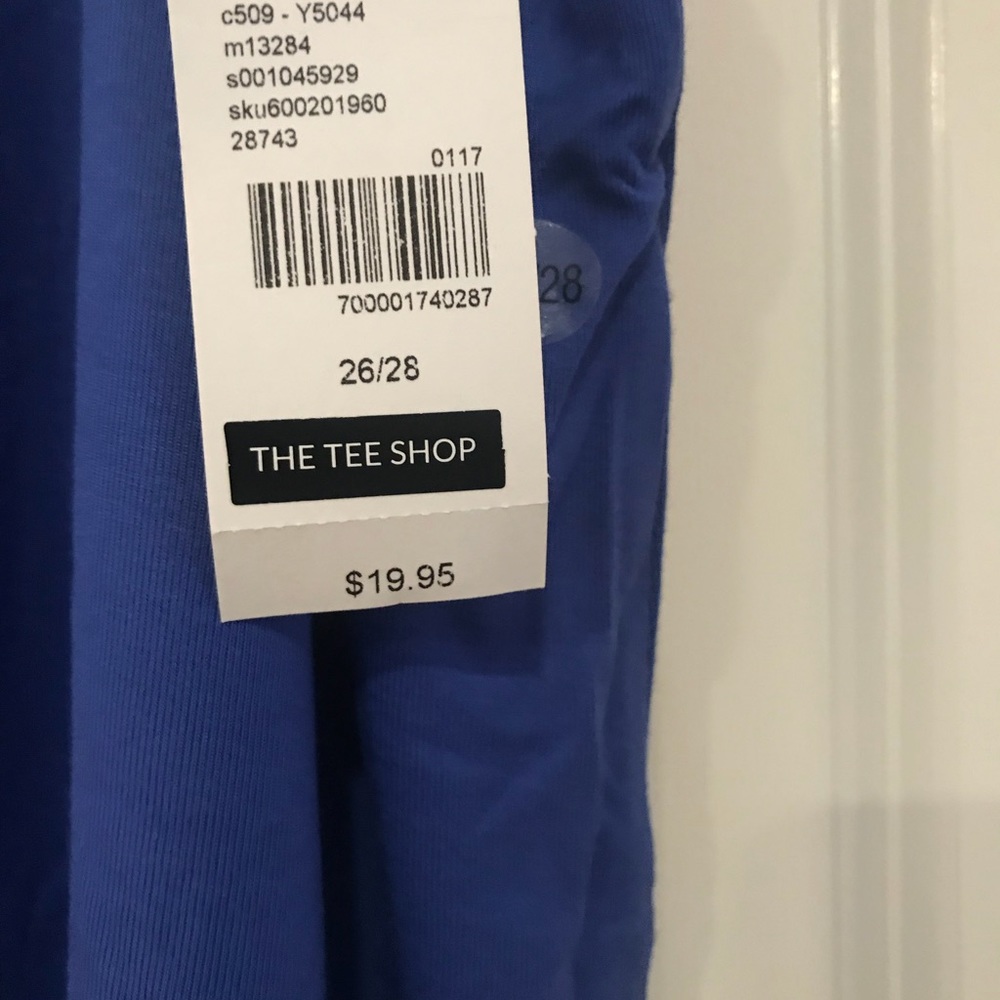 c509 - Y5044
m13284
s001045929
sku600201960
28743
0117
700001740287
28
26/28
THE TEE SHOP
$19.95